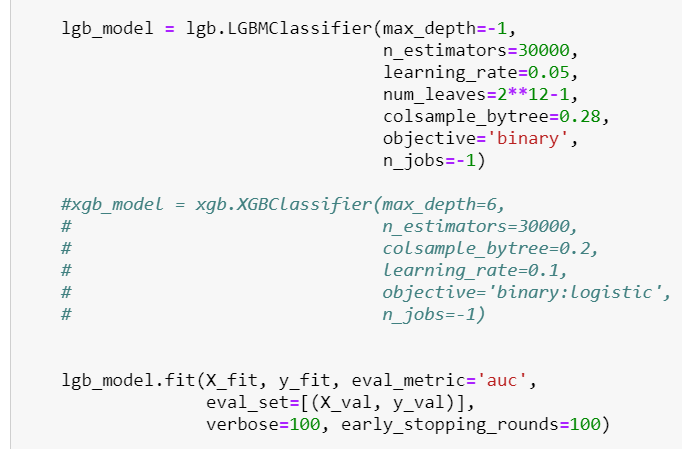 lgb_model = lgb.LGBMClassifier(max_depth=-1,
                               n_estimators=30000,
                               learning_rate=0.05,
                               num_leaves=2**12-1,
                               colsample_bytree=0.28,
                               objective='binary',
                               n_jobs=-1)
#xgb_model = xgb.XGBClassifier(max_depth=6,
#                              n_estimators=30000,
#                              colsample_bytree=0.2,
#                              learning_rate=0.1,
#                              objective='binary:logistic',
#                              n_jobs=-1)
lgb_model.fit(X_fit, y_fit, eval_metric='auc',
              eval_set=[(X_val, y_val)],
              verbose=100, early_stopping_rounds=100)